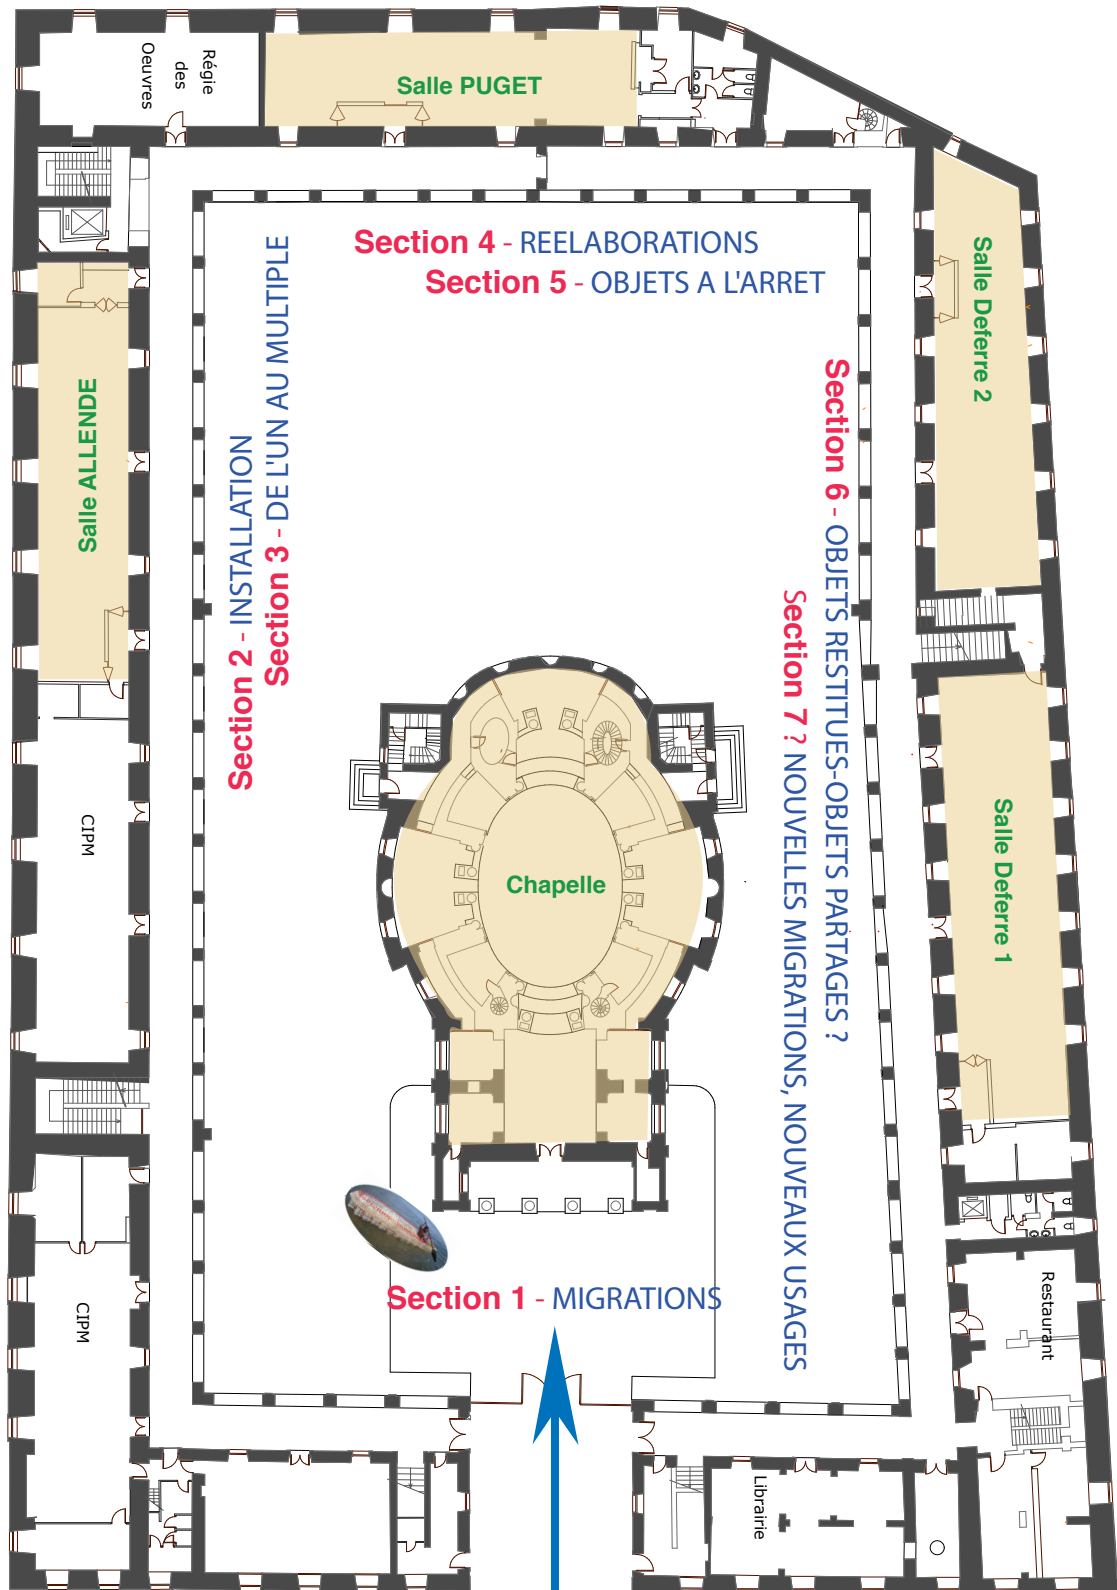 Régie
des
Oeuvres
Salle PUGET
Section 4 - REELABORATIONS
Section 5 - OBJETS A L'ARRET
Salle Deferre 2
Salle ALLENDE
Section 2 - INSTALLATION
Section 3 - DE L'UN AU MULTIPLE
Section 6 - OBJETS RESTITUES-OBJETS PARTAGES ?
Section 7 ? NOUVELLES MIGRATIONS, NOUVEAUX USAGES
CIPM
Chapelle
Salle Deferre 1
Section 1 - MIGRATIONS
CIPM
Restaurant
Librairie